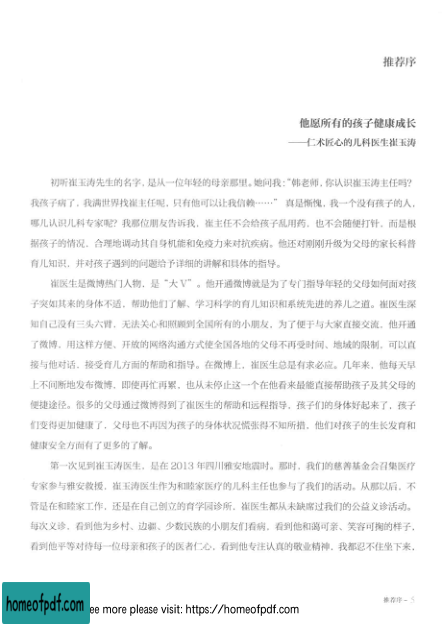 推荐序
他愿所有的孩子健康成长
——仁术匠心的儿科医生崔玉涛
初听崔玉涛先生的名字，是从一位年轻的母亲那里。她问我：“韩老师，你认识崔玉涛主任吗？
我孩子病了，我满世界找崔主任呢，只有他可以让我信赖……” 真是惭愧，我一个没有孩子的人，
哪儿认识儿科专家呢？我那位朋友告诉我，崔主任不会给孩子乱用药，也不会随便打针，而是根
据孩子的情况，合理地调动其自身机能和免疫力来对抗疾病。他还对刚刚升级为父母的家长科普
育儿知识，并对孩子遇到的问题给予详细的讲解和具体的指导。
崔医生是微博热门人物，是“大 V”。他开通微博就是为了专门指导年轻的父母如何面对孩
子突如其来的身体不适，帮助他们了解、学习科学的育儿知识和系统先进的养儿之道。崔医生深
知自己没有三头六臂，无法关心和照顾到全国所有的小朋友，为了便于与大家直接交流，他开通
了微博，用这样方便、开放的网络沟通方式使全国各地的父母不再受时间、地域的限制，可以直
接与他对话，接受育儿方面的帮助和指导。在微博上，崔医生总是有求必应。几年来，他每天早
上不间断地发布微博，即使再忙再累，也从未停止这一个在他看来最能直接帮助孩子及其父母的
便捷途径。很多的父母通过微博得到了崔医生的帮助和远程指导，孩子们的身体好起来了，孩子
们变得更加健康了，父母也不再因为孩子的身体状况慌张得不知所措，他们对孩子的生长发育和
健康安全方面有了更多的了解。
第一次见到崔玉涛医生，是在 2013 年四川雅安地震时。那时，我们的慈善基金会召集医疗
专家参与雅安救援，崔玉涛医生作为和睦家医疗的儿科主任也参与了我们的活动。从那以后，不
管是在和睦家工作，还是在自己创立的育学园诊所，崔医生都从未缺席过我们的公益义诊活动。
每次义诊，看到他为乡村、边疆、少数民族的小朋友们看病，看到他和蔼可亲、笑容可掬的样子，
看到他平等对待每一位母亲和孩子的医者仁心，看到他专注认真的敬业精神，我都忍不住坐下来，
推荐序 – 5
homeofpdf.com
ee more please visit: https://homeofpdf.com